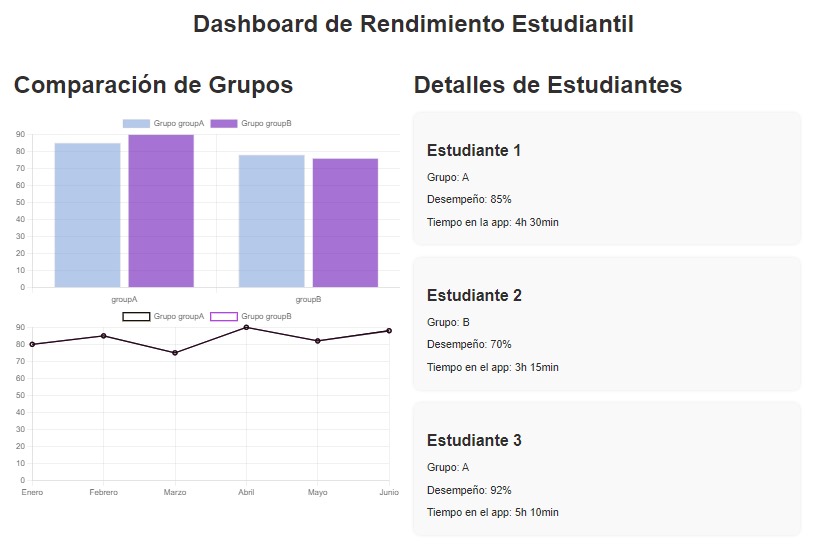 Dashboard de Rendimiento Estudiantil
Comparación de Grupos
Grupo groupA Grupo groupB
90
80
70
60
50
40
30
20
10
0
groupA groupB
Grupo groupA Grupo groupB
90
80
70
60
50
40
30
20
10
0
Enero Febrero Marzo Abril Mayo Junio
Detalles de Estudiantes
Estudiante 1
Grupo: A
Desempeño: 85%
Tiempo en la app: 4h 30min
Estudiante 2
Grupo: B
Desempeño: 70%
Tiempo en el app: 3h 15min
Estudiante 3
Grupo: A
Desempeño: 92%
Tiempo en el app: 5h 10min